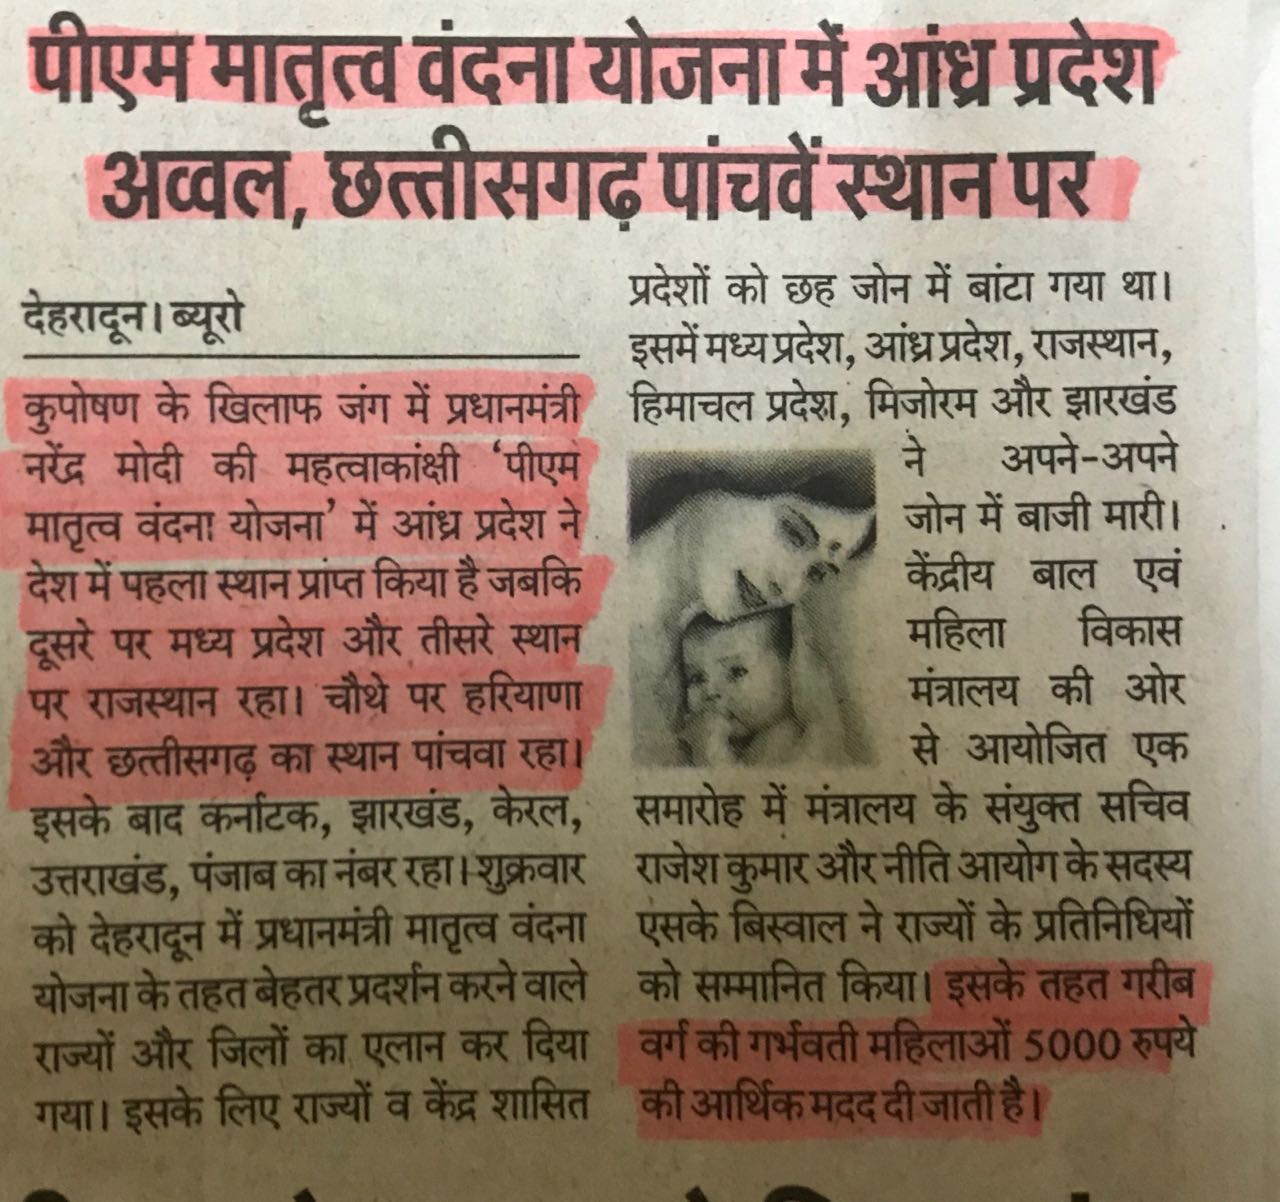 पीएम मातृत्व वंदना योजना में आंध्र प्रदेश
अव्वल, छत्तीसगढ़ पांचवें स्थान पर
देहरादून। ब्यूरो
कुपोषण के खिलाफ जंग में प्रधानमंत्री
नरेंद्र मोदी की महत्वाकांक्षी ‘पीएम
मातृत्व वंदना योजना’ में आंध्र प्रदेश ने
देश में पहला स्थान प्राप्त किया है जबकि
दूसरे पर मध्य प्रदेश और तीसरे स्थान
पर राजस्थान रहा। चौथे पर हरियाणा
और छत्तीसगढ़ का स्थान पांचवा रहा।
इसके बाद कर्नाटक, झारखंड, केरल,
उत्तराखंड, पंजाब का नंबर रहा। शुक्रवार
को देहरादून में प्रधानमंत्री मातृत्व वंदना
योजना के तहत बेहतर प्रदर्शन करने वाले
राज्यों और जिलों का एलान कर दिया
गया। इसके लिए राज्यों व केंद्र शासित
प्रदेशों को छह जोन में बांटा गया था।
इसमें मध्य प्रदेश, आंध्र प्रदेश, राजस्थान,
हिमाचल प्रदेश, मिजोरम और झारखंड
ने अपने-अपने
जोन में बाजी मारी।
केंद्रीय बाल एवं
महिला विकास
मंत्रालय की ओर
से आयोजित एक
समारोह में मंत्रालय के संयुक्त सचिव
राजेश कुमार और नीति आयोग के सदस्य
एसके बिस्वाल ने राज्यों के प्रतिनिधियों
को सम्मानित किया। इसके तहत गरीब
वर्ग की गर्भवती महिलाओं 5000 रुपये
की आर्थिक मदद दी जाती है।